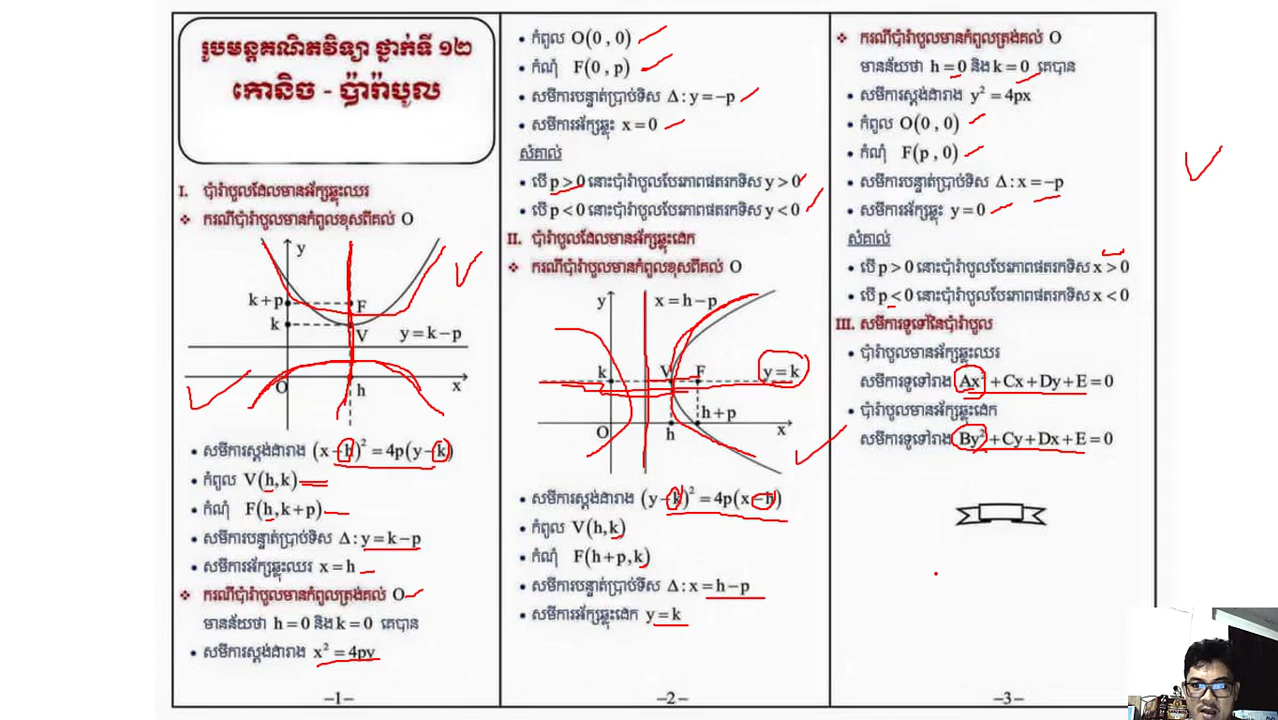 រូបមន្តគណិតវិទ្យា ថ្នាក់ទី ១២
កោនិច - ប៉ារ៉ាបូល
I. ប៉ារ៉ាបូលដែលមានអ័ក្សឆ្លុះឈរ
❖ ករណីប៉ារ៉ាបូលមានកំពូលខុសពីគល់ O
y
k+p
F
k
V
y = k−p
O
h
x
• សមីការស្តង់ដារាង (x−h)² = 4p(y−k)
• កំពូល V(h,k)
• កំណុំ F(h,k+p)
• សមីការបន្ទាត់ប្រាប់ទិស Δ: y = k−p
• សមីការអ័ក្សឆ្លុះឈរ x = h
❖ ករណីប៉ារ៉ាបូលមានកំពូលត្រង់គល់ O
មានន័យថា h = 0 និង k = 0 គេបាន
• សមីការស្តង់ដារាង x² = 4py
–1–
• កំពូល O(0, 0)
• កំណុំ F(0, p)
• សមីការបន្ទាត់ប្រាប់ទិស Δ: y = −p
• សមីការអ័ក្សឆ្លុះ x = 0
សំគាល់
• បើ p > 0 នោះប៉ារ៉ាបូលបែរភាពផតរកទិស y > 0
• បើ p < 0 នោះប៉ារ៉ាបូលបែរភាពផតរកទិស y < 0
II. ប៉ារ៉ាបូលដែលមានអ័ក្សឆ្លុះដេក
❖ ករណីប៉ារ៉ាបូលមានកំពូលខុសពីគល់ O
y
x = h−p
k
V
F
y = k
h+p
O
h
x
• សមីការស្តង់ដារាង (y−k)² = 4p(x−h)
• កំពូល V(h,k)
• កំណុំ F(h+p,k)
• សមីការបន្ទាត់ប្រាប់ទីស Δ: x = h−p
• សមីការអ័ក្សឆ្លុះដេក y = k
–2–
❖ ករណីប៉ារ៉ាបូលមានកំពូលត្រង់គល់ O
មានន័យថា h = 0 និង k = 0 គេបាន
• សមីការស្តង់ដារាង y² = 4px
• កំពូល O(0, 0)
• កំណុំ F(p, 0)
• សមីការបន្ទាត់ប្រាប់ទិស Δ: x = −p
• សមីការអ័ក្សឆ្លុះ y = 0
សំគាល់
• បើ p > 0 នោះប៉ារ៉ាបូលបែរភាពផតរកទិស x > 0
• បើ p < 0 នោះប៉ារ៉ាបូលបែរភាពផតរកទិស x < 0
III. សមីការទូទៅនៃប៉ារ៉ាបូល
• ប៉ារ៉ាបូលមានអ័ក្សឆ្លុះឈរ
សមីការទូទៅរាង Ax² + Cx + Dy + E = 0
• ប៉ារ៉ាបូលមានអ័ក្សឆ្លុះដេក
សមីការទូទៅរាង By² + Cy + Dx + E = 0
–3–